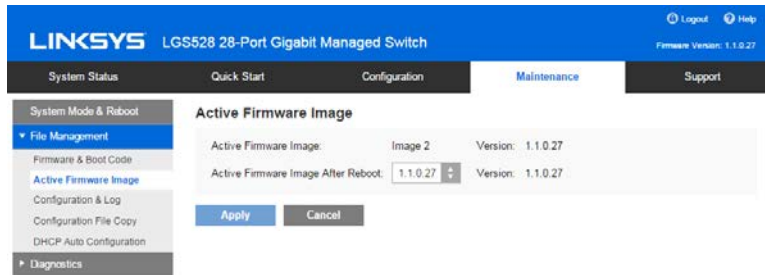 Logout Help
LINKSYS LGS528 28-Port Gigabit Managed Switch
Firmware Version: 1.1.0.27
System Status Quick Start Configuration Maintenance Support
System Mode & Reboot
File Management
Firmware & Boot Code
Active Firmware Image
Configuration & Log
Configuration File Copy
DHCP Auto Configuration
Diagnostics
Active Firmware Image
Active Firmware Image: Image 2 Version: 1.1.0.27
Active Firmware Image After Reboot: 1.1.0.27 Version: 1.1.0.27
Apply Cancel